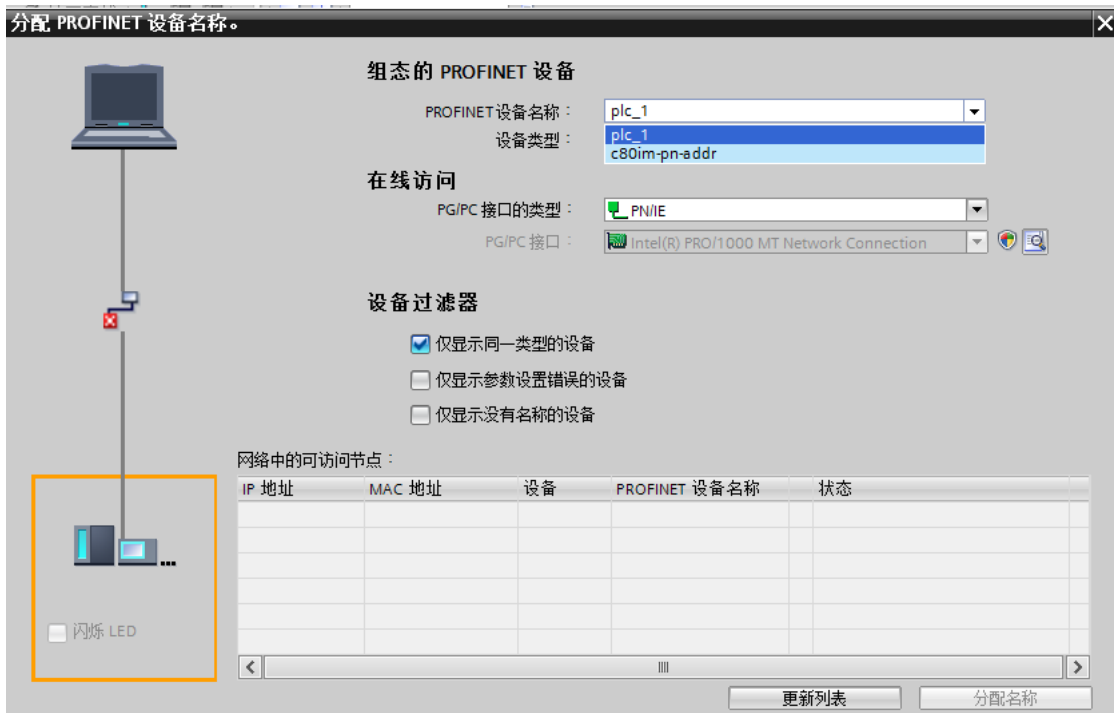 分配 PROFINET 设备名称。
组态的 PROFINET 设备
PROFINET设备名称： plc_1
设备类型： plc_1
c80im-pn-addr
在线访问
PG/PC 接口的类型： PN/IE
PG/PC 接口： Intel(R) PRO/1000 MT Network Connection
设备过滤器
仅显示同一类型的设备
仅显示参数设置错误的设备
仅显示没有名称的设备
网络中的可访问节点：
IP 地址 MAC 地址 设备 PROFINET 设备名称 状态
闪烁 LED
更新列表 分配名称